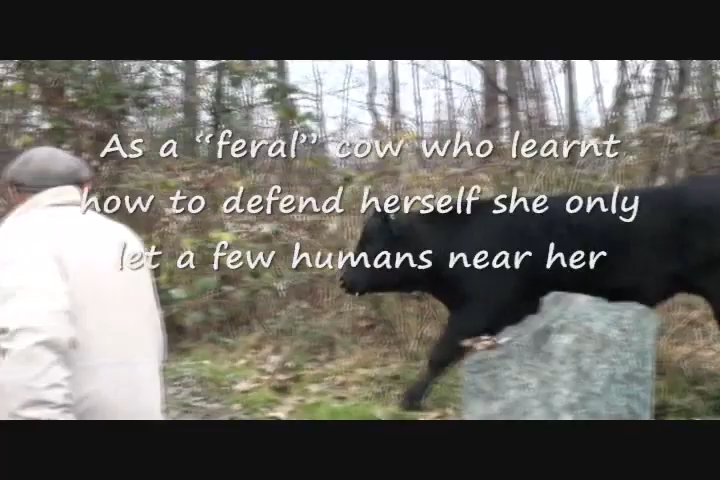 As a “feral” cow who learnt
how to defend herself she only
let a few humans near her